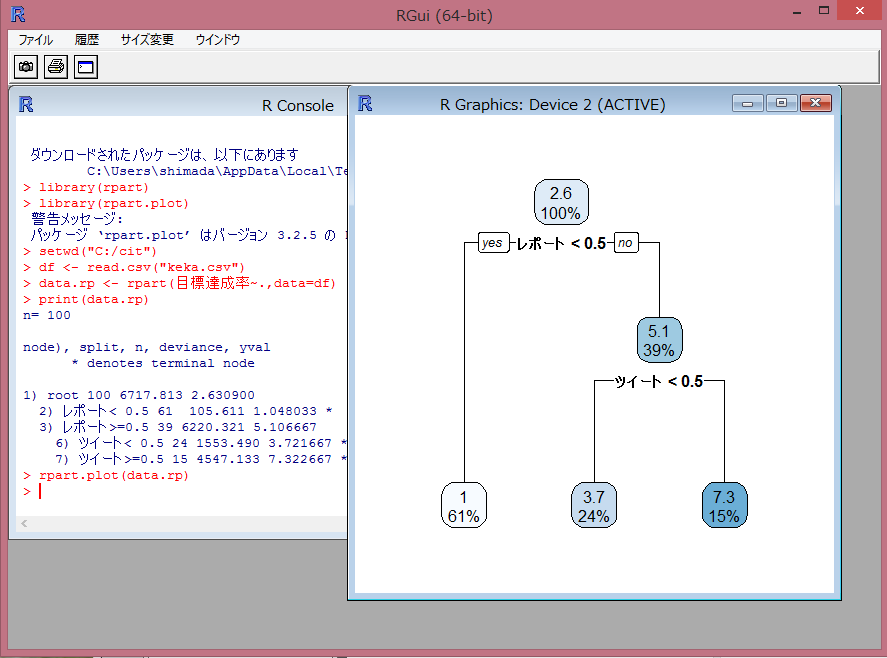 RGui (64-bit)
ファイル 履歴 サイズ変更 ウインドウ
R Console
ダウンロードされたパッケージは、以下にあります
C:\Users\shimada\AppData\Local\Te
> library(rpart)
> library(rpart.plot)
警告メッセージ:
パッケージ ‘rpart.plot’ はバージョン 3.2.5 の
> setwd("C:/cit")
> df <- read.csv("keka.csv")
> data.rp <- rpart(目標達成率~.,data=df)
> print(data.rp)
n= 100
node), split, n, deviance, yval
* denotes terminal node
1) root 100 6717.813 2.630900
2) レポート< 0.5 61 105.611 1.048033 *
3) レポート>=0.5 39 6220.321 5.106667
6) ツイート< 0.5 24 1553.490 3.721667 *
7) ツイート>=0.5 15 4547.133 7.322667 *
> rpart.plot(data.rp)
>
R Graphics: Device 2 (ACTIVE)
2.6
100%
yes レポート < 0.5 no
5.1
39%
ツイート < 0.5
1
61%
3.7
24%
7.3
15%